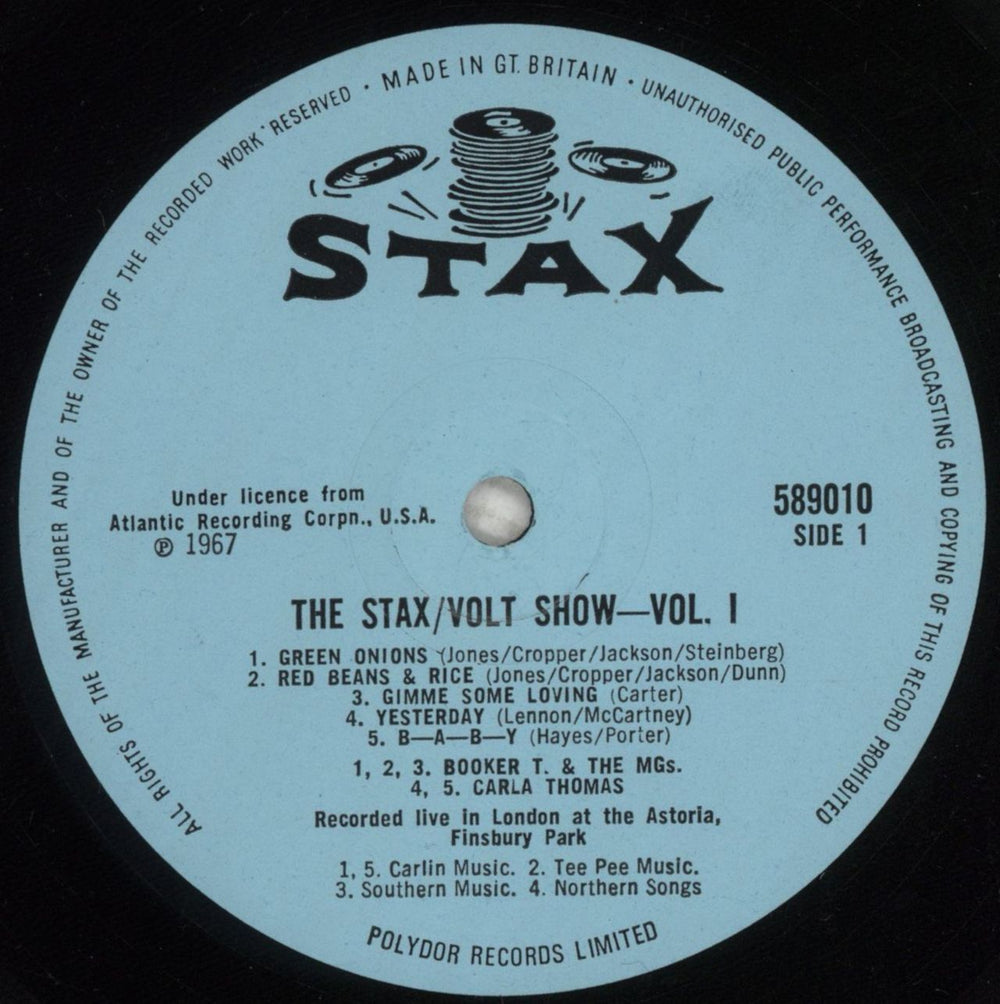 ALL RIGHTS OF THE MANUFACTURER AND OF THE OWNER OF THE RECORDED WORK RESERVED · MADE IN GT. BRITAIN · UNAUTHORISED PUBLIC PERFORMANCE BROADCASTING AND COPYING OF THIS RECORD PROHIBITED
STAX
Under licence from
Atlantic Recording Corpn., U.S.A.
℗ 1967
589010
SIDE 1
THE STAX/VOLT SHOW—VOL. I
1. GREEN ONIONS (Jones/Cropper/Jackson/Steinberg)
2. RED BEANS & RICE (Jones/Cropper/Jackson/Dunn)
3. GIMME SOME LOVING (Carter)
4. YESTERDAY (Lennon/McCartney)
5. B—A—B—Y (Hayes/Porter)
1, 2, 3. BOOKER T. & THE MGs.
4, 5. CARLA THOMAS
Recorded live in London at the Astoria,
Finsbury Park
1, 5. Carlin Music. 2. Tee Pee Music.
3. Southern Music. 4. Northern Songs
POLYDOR RECORDS LIMITED